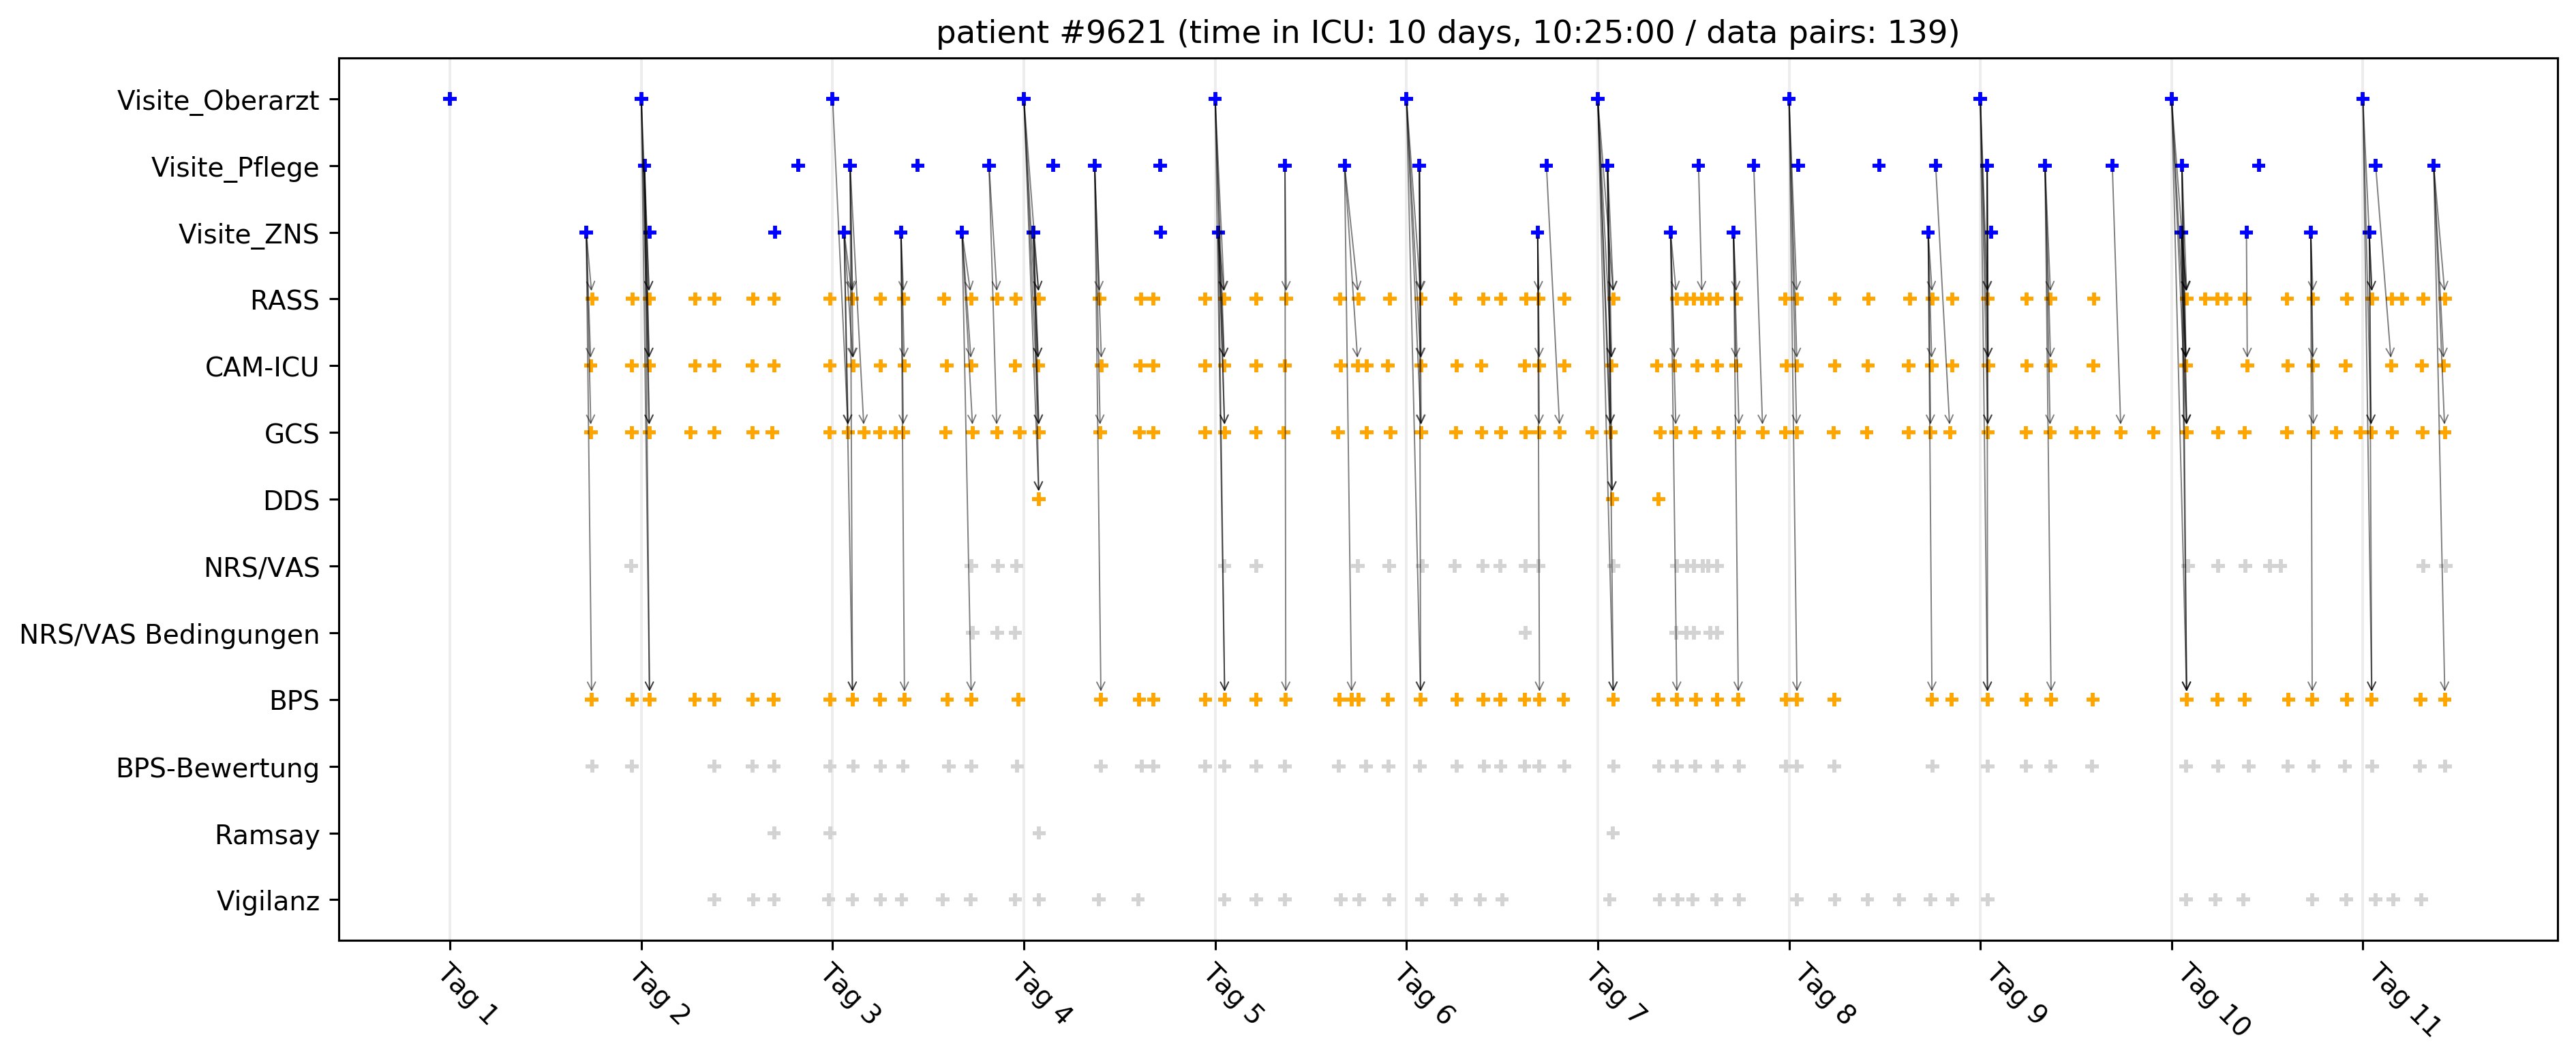 patient #9621 (time in ICU: 10 days, 10:25:00 / data pairs: 139)
Visite_Oberarzt
Visite_Pflege
Visite_ZNS
RASS
CAM-ICU
GCS
DDS
NRS/VAS
NRS/VAS Bedingungen
BPS
BPS-Bewertung
Ramsay
Vigilanz
Tag 1
Tag 2
Tag 3
Tag 4
Tag 5
Tag 6
Tag 7
Tag 8
Tag 9
Tag 10
Tag 11